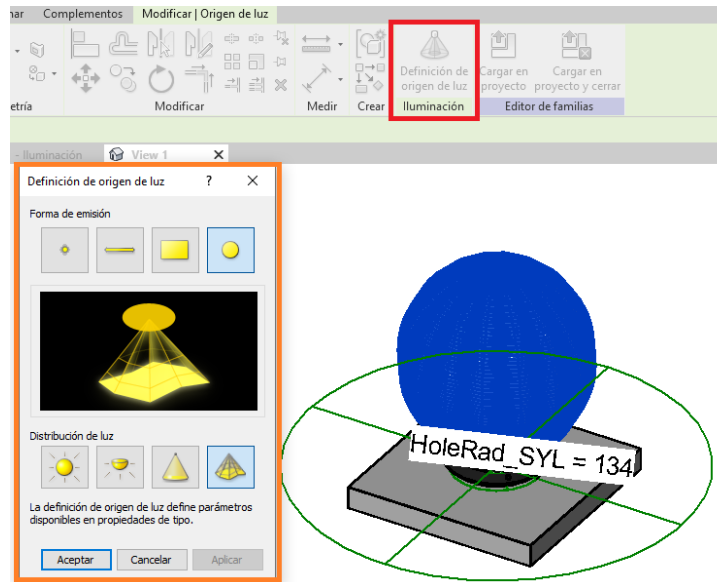 nar Complementos Modificar | Origen de luz
Definición de
origen de luz
Cargar en
proyecto
Cargar en
proyecto y cerrar
etría Modificar Medir Crear Iluminación Editor de familias
- Iluminación View 1 X
Definición de origen de luz ? X
Forma de emisión
Distribución de luz
La definición de origen de luz define parámetros
disponibles en propiedades de tipo.
Aceptar Cancelar Aplicar
HoleRad_SYL = 134